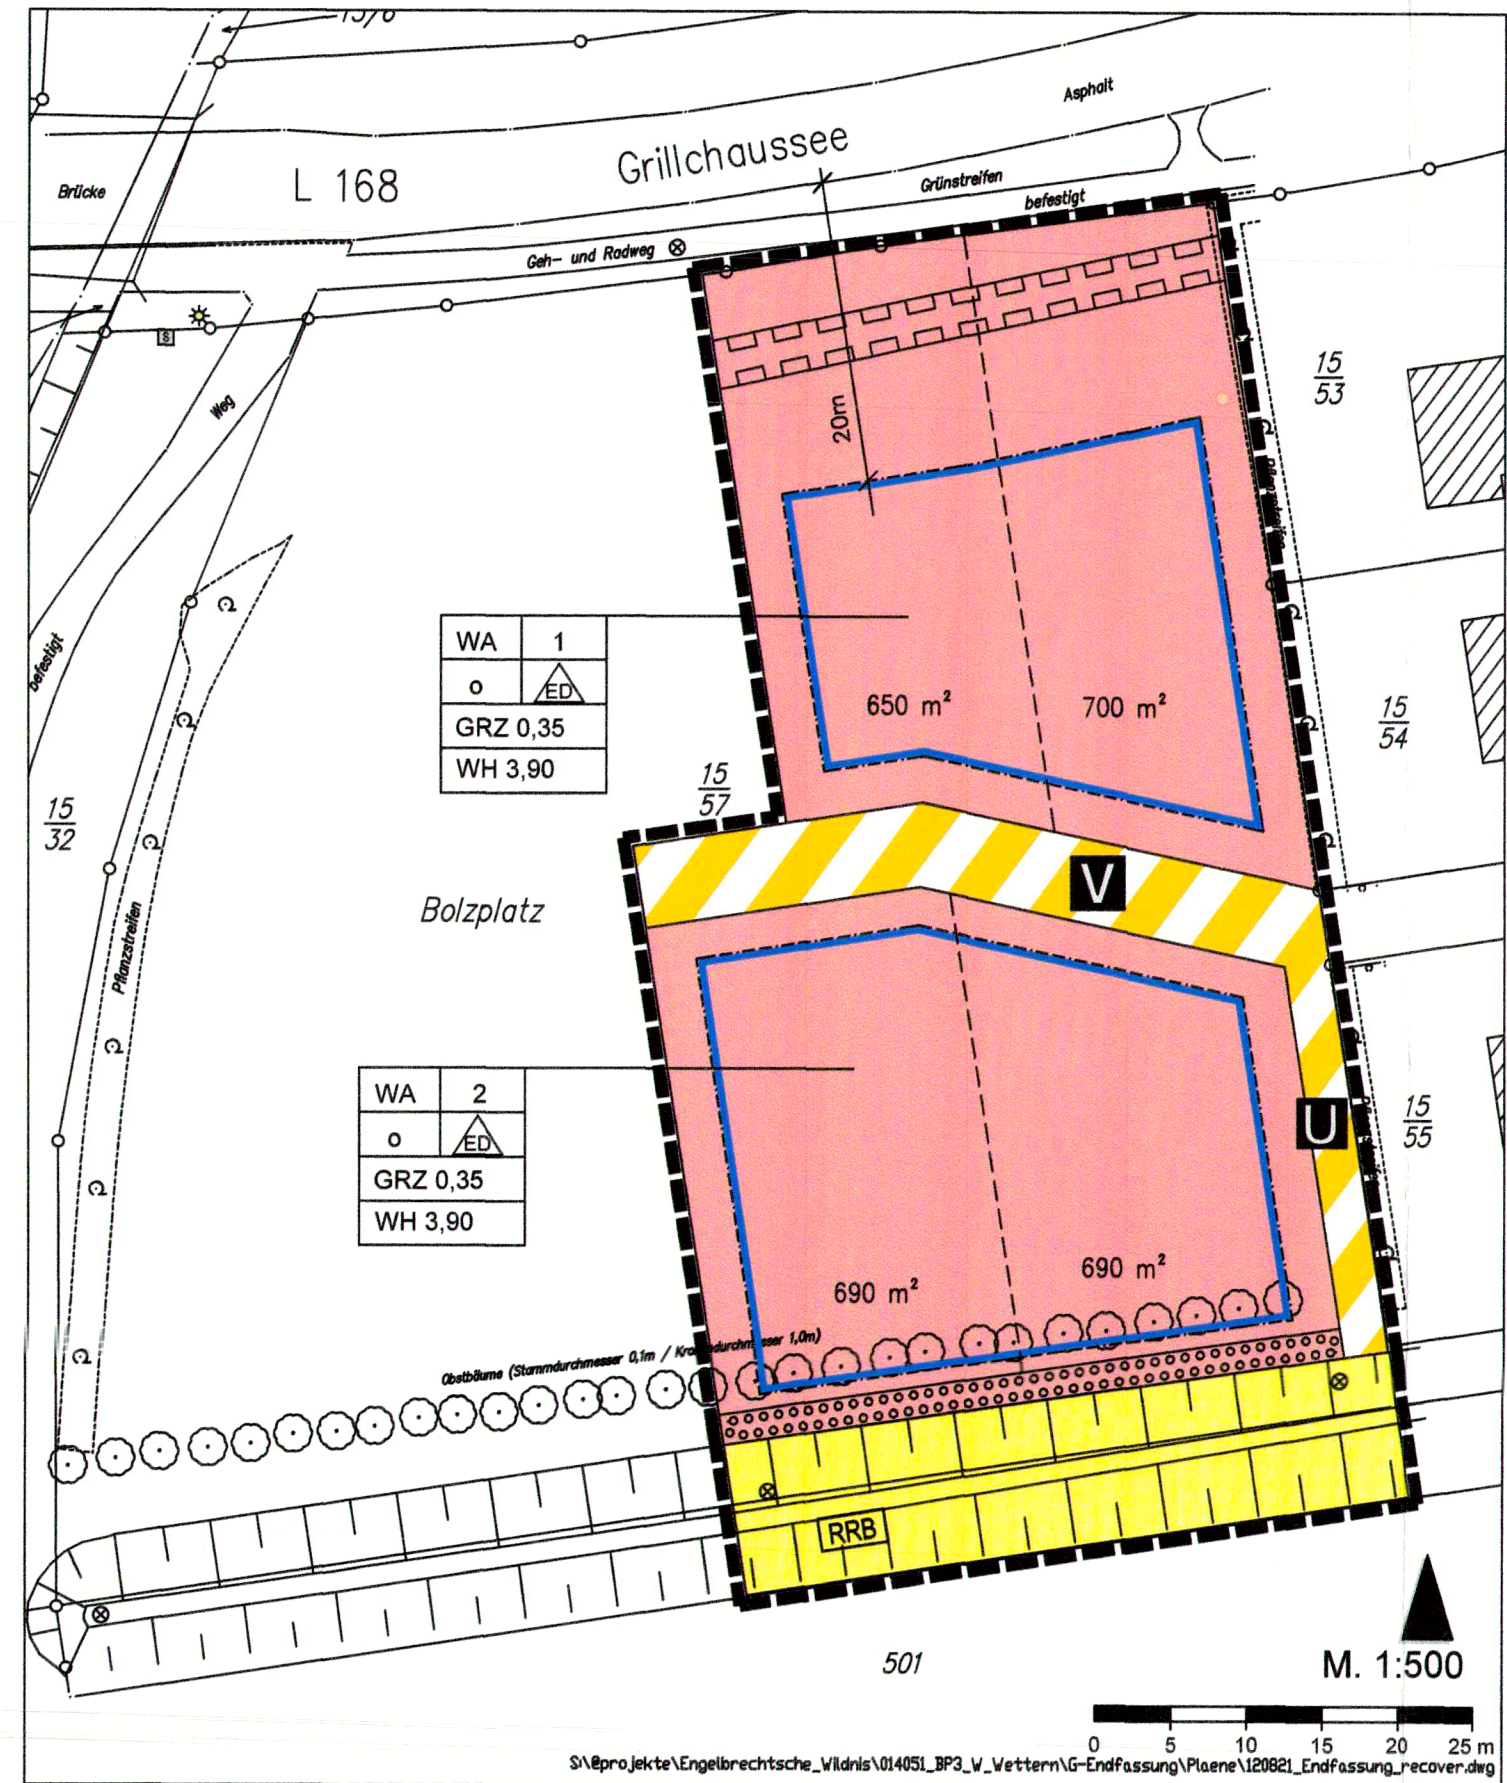 Asphalt
Grillchaussee
L 168
Brücke
Grünstreifen
befestigt
Geh- und Radweg
§
Weg
15
53
20m
befestigt
WA 1
o ED
GRZ 0,35
WH 3,90
650 m²
700 m²
15
54
15
57
15
32
V
Bolzplatz
Pflanzstreifen
WA 2
o ED
GRZ 0,35
WH 3,90
U
15
55
690 m²
690 m²
Obstbäume (Stammdurchmesser 0,1m / Kronendurchmesser 1,0m)
RRB
501
M. 1:500
0 5 10 15 20 25 m
S:\@projekte\Engelbrechtsche_Wildnis\014051_BP3_W_Wettern\G-Endfassung\Plaene\120821_Endfassung_recover.dwg